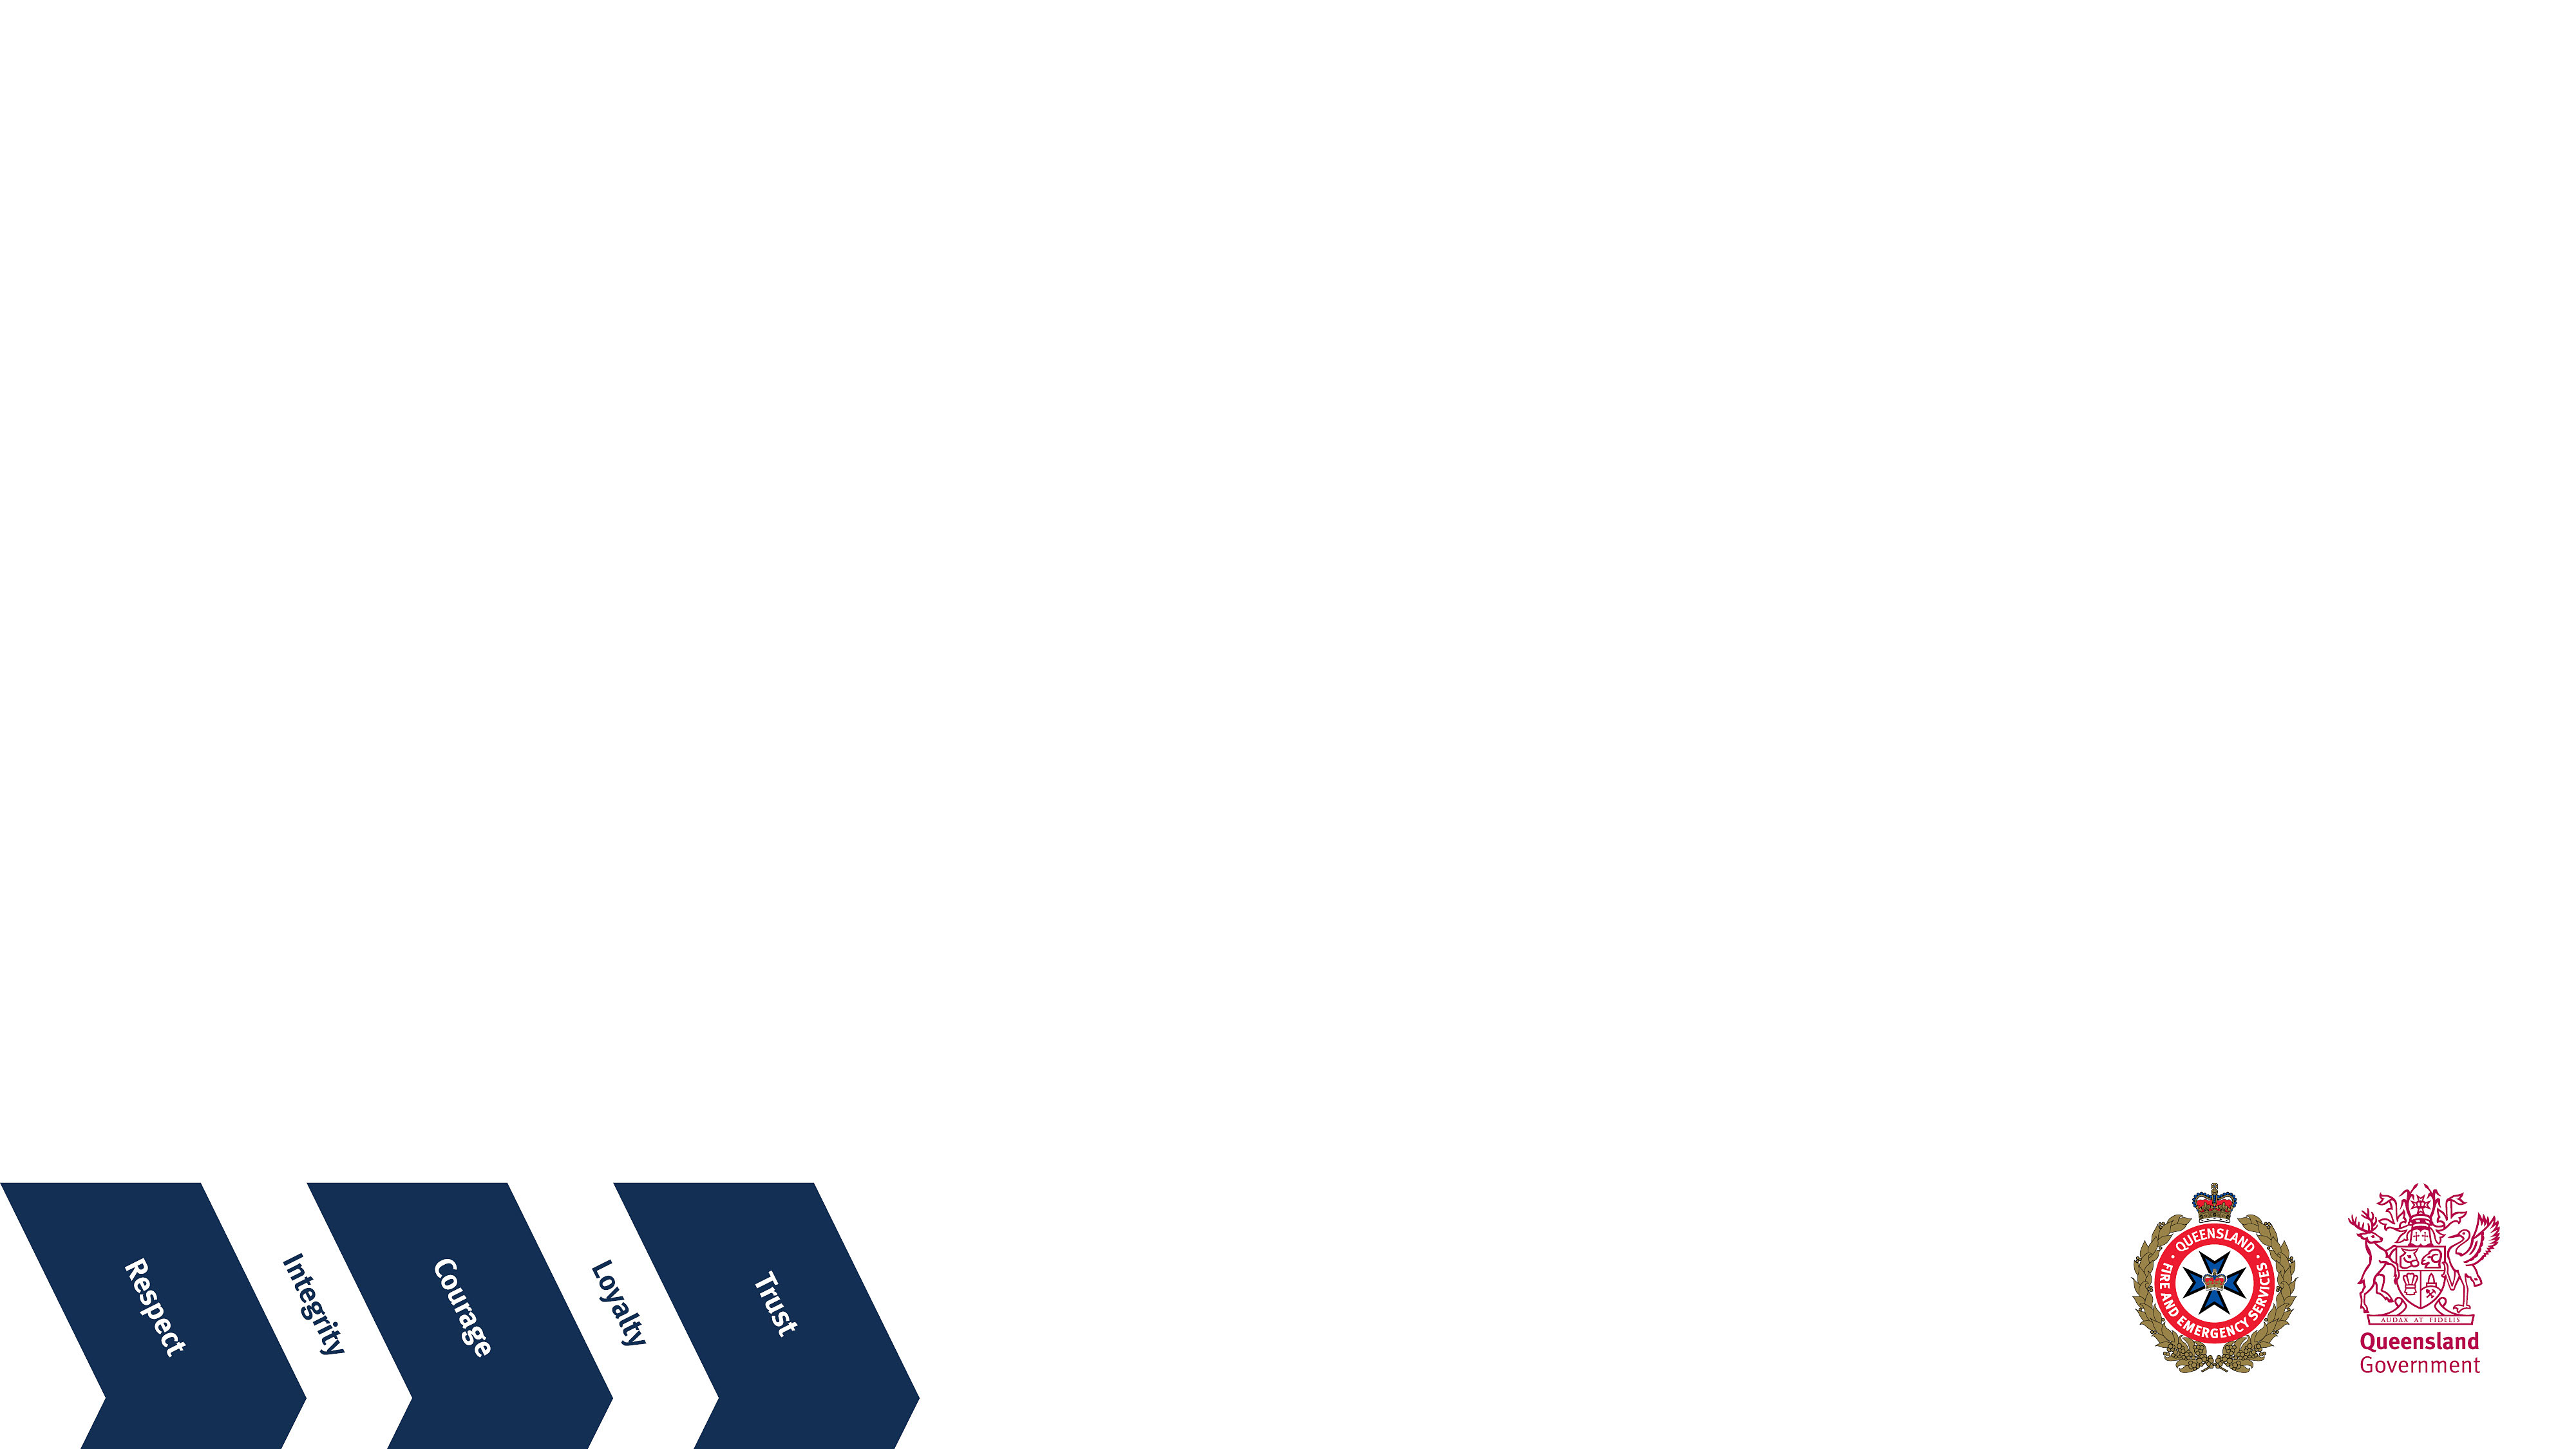 Respect
Integrity
Courage
Loyalty
Trust
QUEENSLAND
FIRE AND EMERGENCY SERVICES
AUDAX AT FIDELIS
Queensland
Government